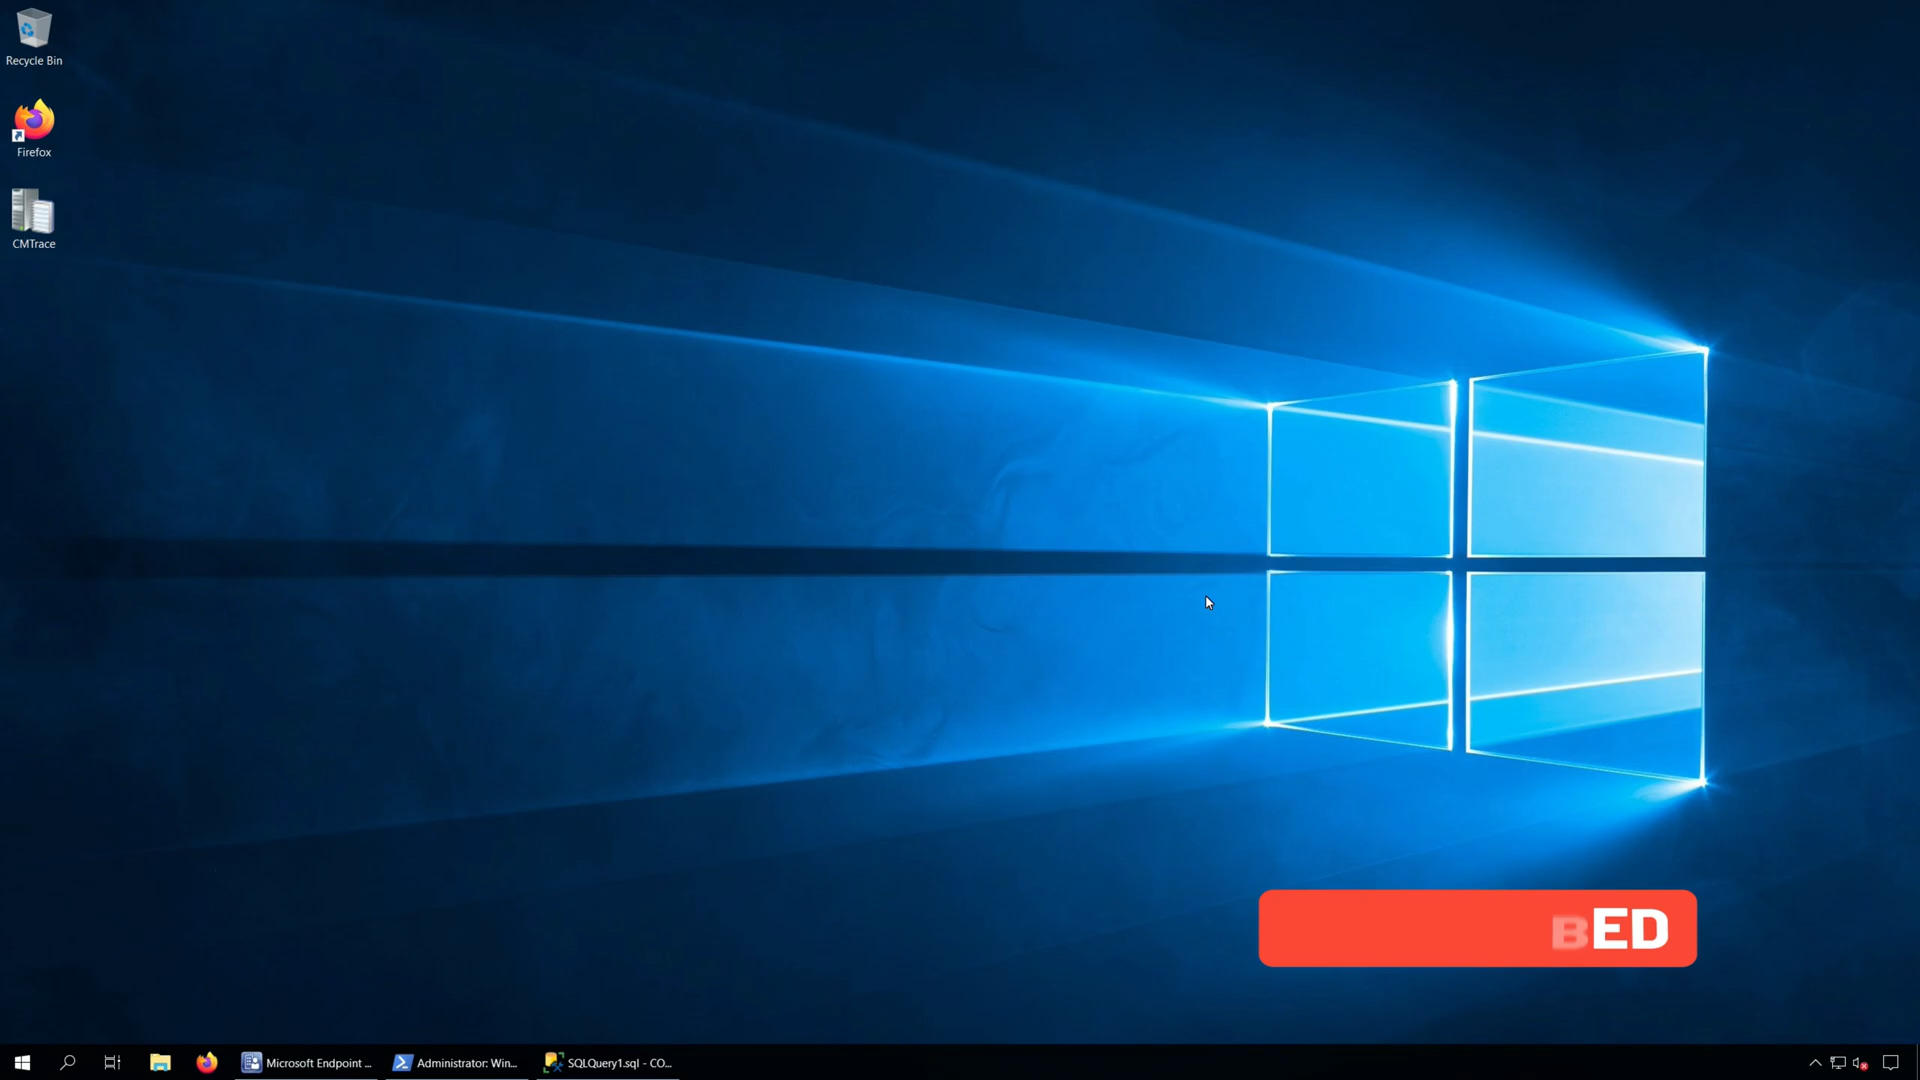 Recycle Bin
Firefox
CMTrace
BED
Microsoft Endpoint ...
Administrator: Win...
SQLQuery1.sql - CO...